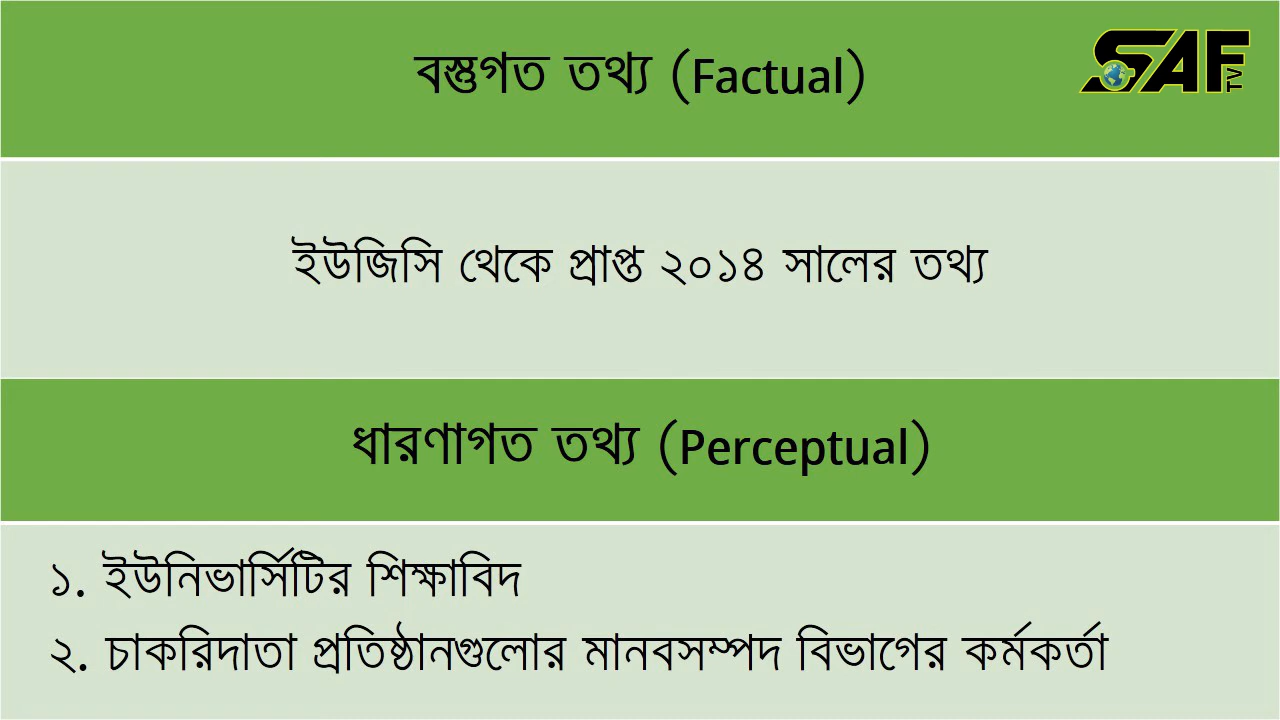 বস্তুগত তথ্য (Factual)
SAF TV
ইউজিসি থেকে প্রাপ্ত ২০১৪ সালের তথ্য
ধারণাগত তথ্য (Perceptual)
১. ইউনিভার্সিটির শিক্ষাবিদ
২. চাকরিদাতা প্রতিষ্ঠানগুলোর মানবসম্পদ বিভাগের কর্মকর্তা